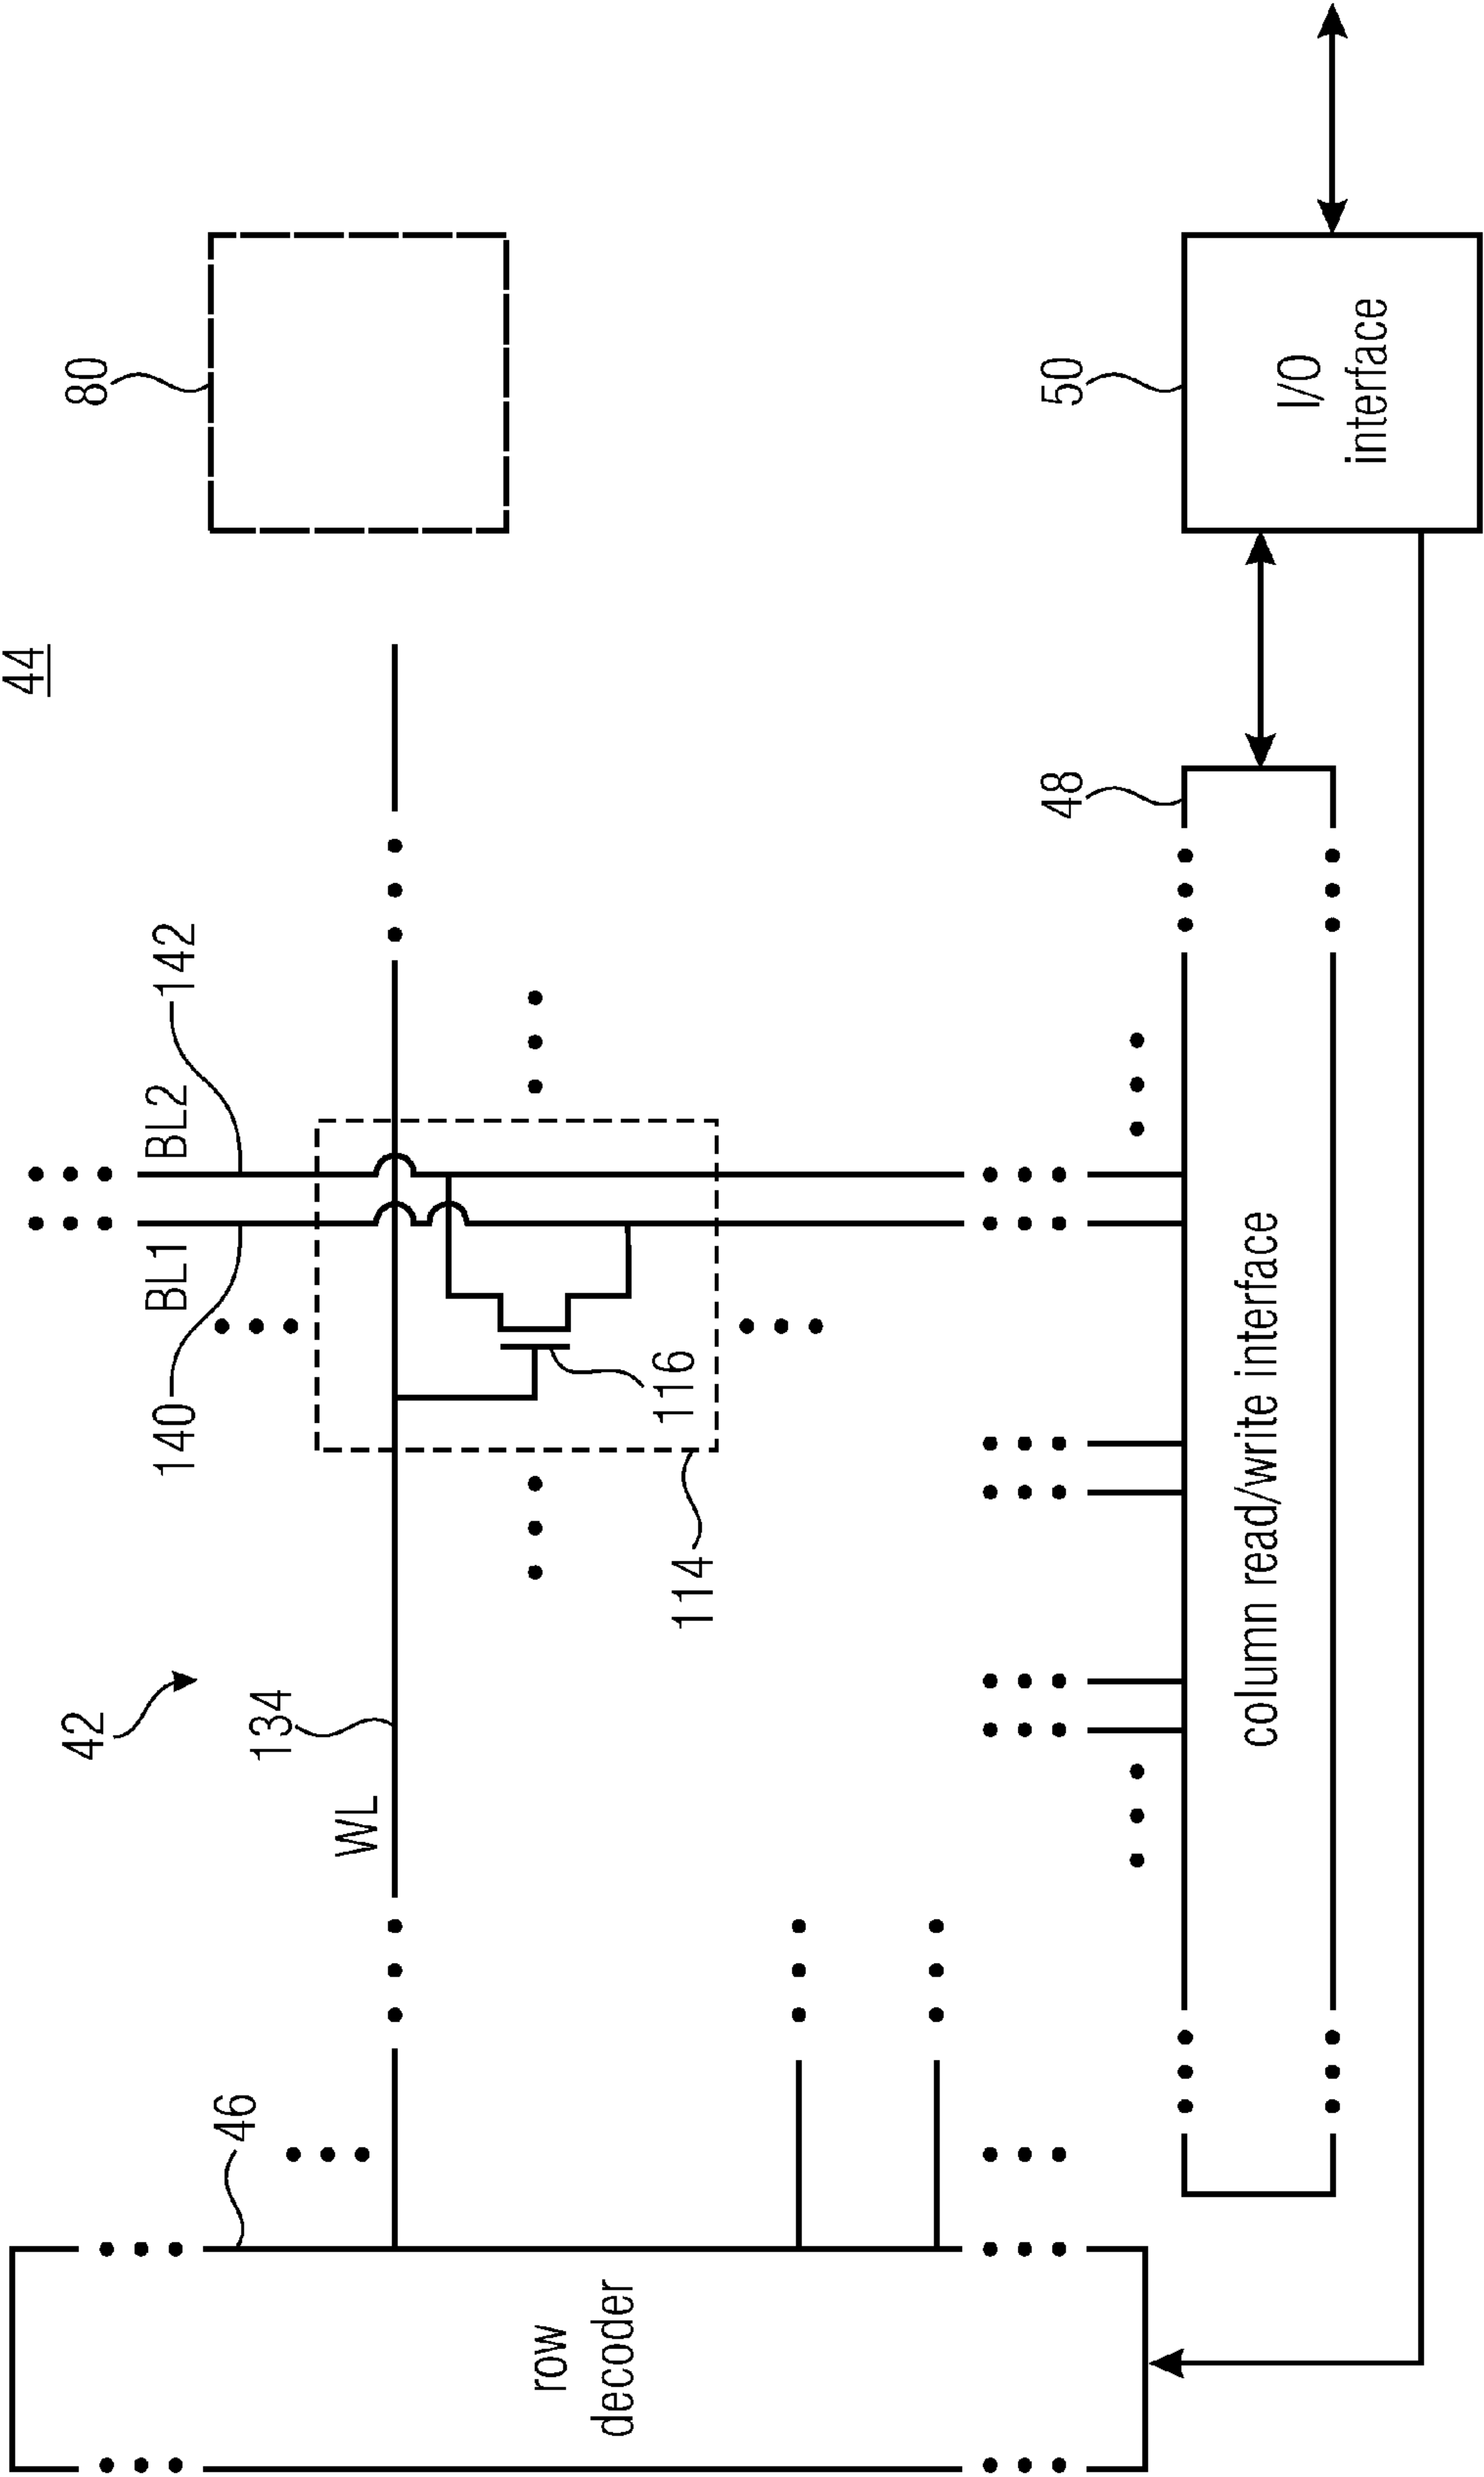 44
80
42
140
BL1
BL2
142
46
WL
134
114
116
48
50
row
decoder
column read/write interface
I/O
interface